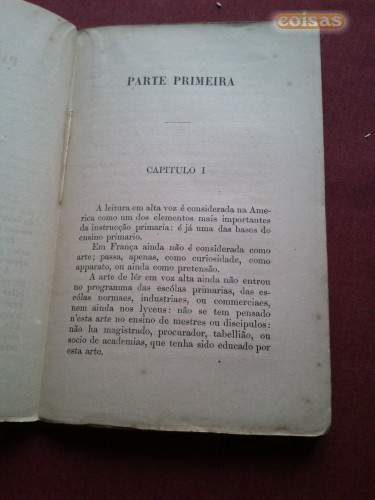 coisas
PARTE PRIMEIRA
CAPITULO I
A leitura em alta voz é considerada na Ame-
rica como um dos elementos mais importantes
da instrucção primaria: é já uma das bases do
ensino primario.
Em França ainda não é considerada como
arte; passa, apenas, como curiosidade, como
apparato, ou ainda como pretensão.
A arte de lêr em voz alta ainda não entrou
no programma das escólas primarias, das es-
cólas normaes, industriaes, ou commerciaes,
nem ainda nos lyceus: não se tem pensado
n'esta arte no ensino de mestres ou discipulos:
não ha magistrado, procurador, tabellião, ou
socio de academias, que tenha sido educado por
esta arte.